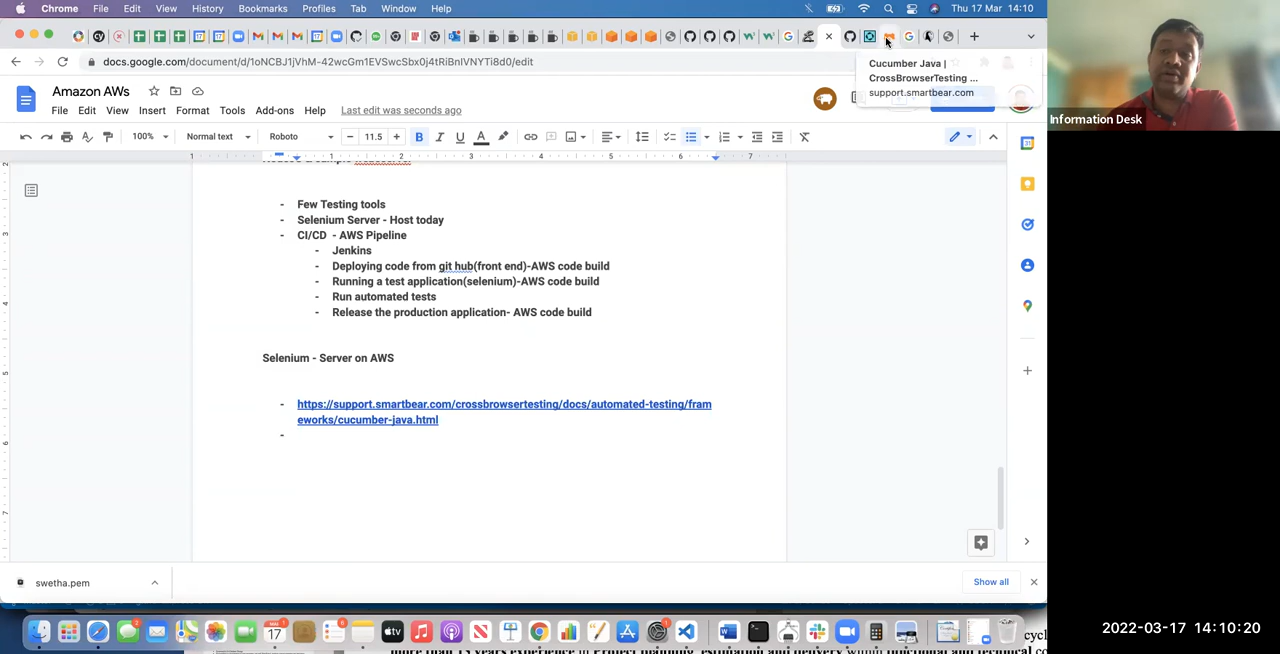 Chrome File Edit View History Bookmarks Profiles Tab Window Help Thu 17 Mar 14:10
docs.google.com/document/d/1oNCBJ1jVhM-42wcGm1EVSwcSbx0j4tRiBnIVNYTi8d0/edit
Cucumber Java |
CrossBrowserTesting ...
support.smartbear.com
Amazon AWs
File Edit View Insert Format Tools Add-ons Help Last edit was seconds ago
100% Normal text Roboto 11.5
Information Desk
- Few Testing tools
- Selenium Server - Host today
- CI/CD - AWS Pipeline
- Jenkins
- Deploying code from git hub(front end)-AWS code build
- Running a test application(selenium)-AWS code build
- Run automated tests
- Release the production application- AWS code build
Selenium - Server on AWS
- https://support.smartbear.com/crossbrowsertesting/docs/automated-testing/fram
eworks/cucumber-java.html
-
swetha.pem
Show all
2022-03-17 14:10:20